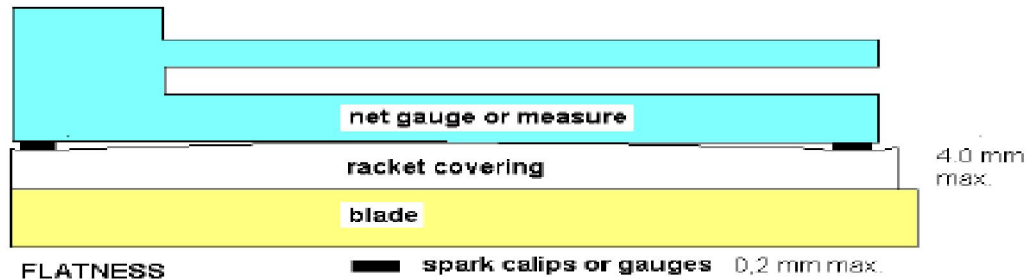 net gauge or measure
racket covering
4.0 mm
max.
blade
FLATNESS
spark calips or gauges 0,2 mm max.